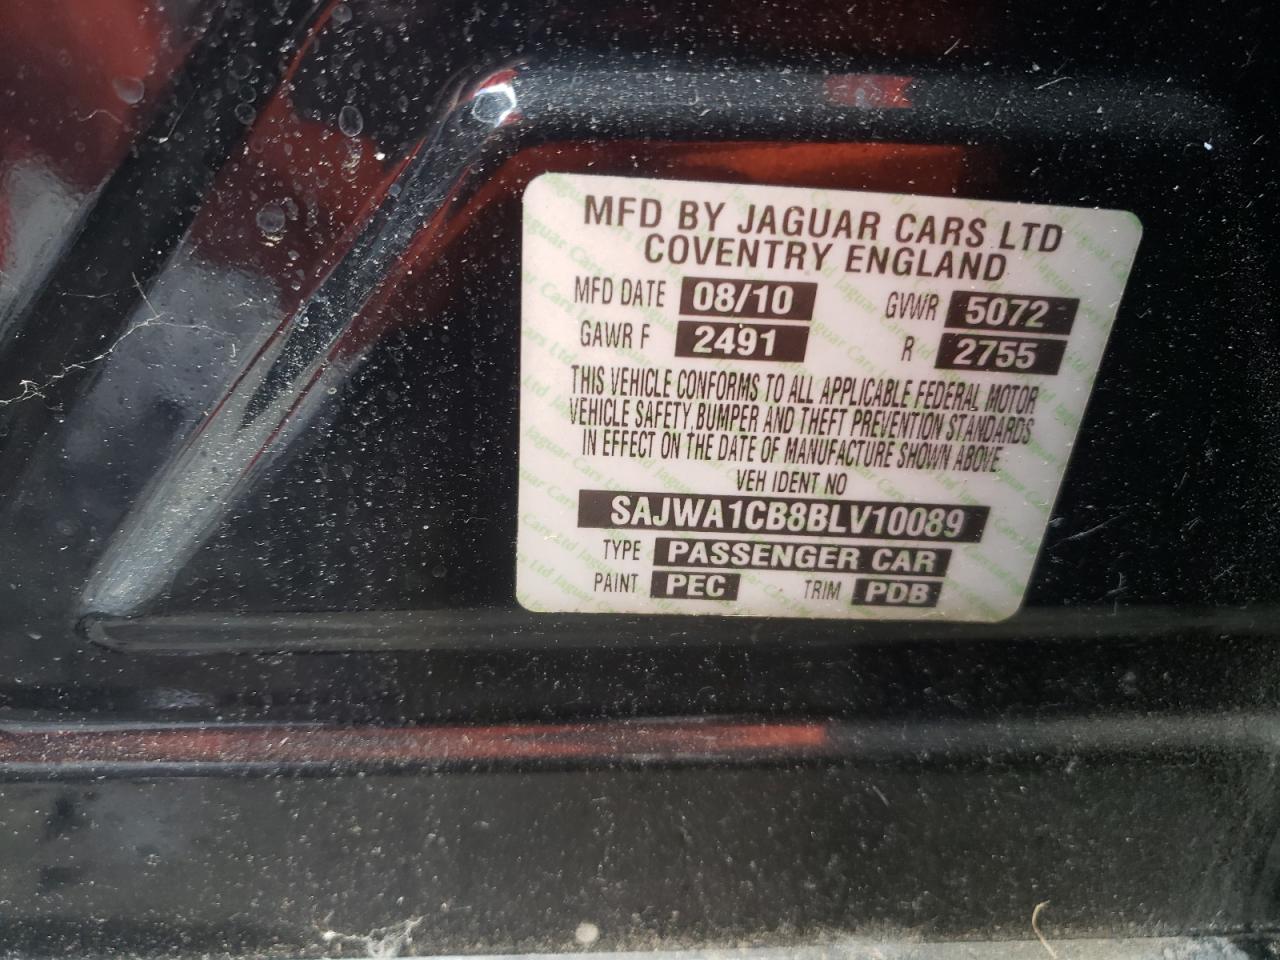 MFD BY JAGUAR CARS LTD
COVENTRY ENGLAND
MFD DATE 08/10 GVWR 5072
GAWR F 2491 R 2755
THIS VEHICLE CONFORMS TO ALL APPLICABLE FEDERAL MOTOR
VEHICLE SAFETY, BUMPER AND THEFT PREVENTION STANDARDS
IN EFFECT ON THE DATE OF MANUFACTURE SHOWN ABOVE.
VEH IDENT NO
SAJWA1CB8BLV10089
TYPE PASSENGER CAR
PAINT PEC TRIM PDB